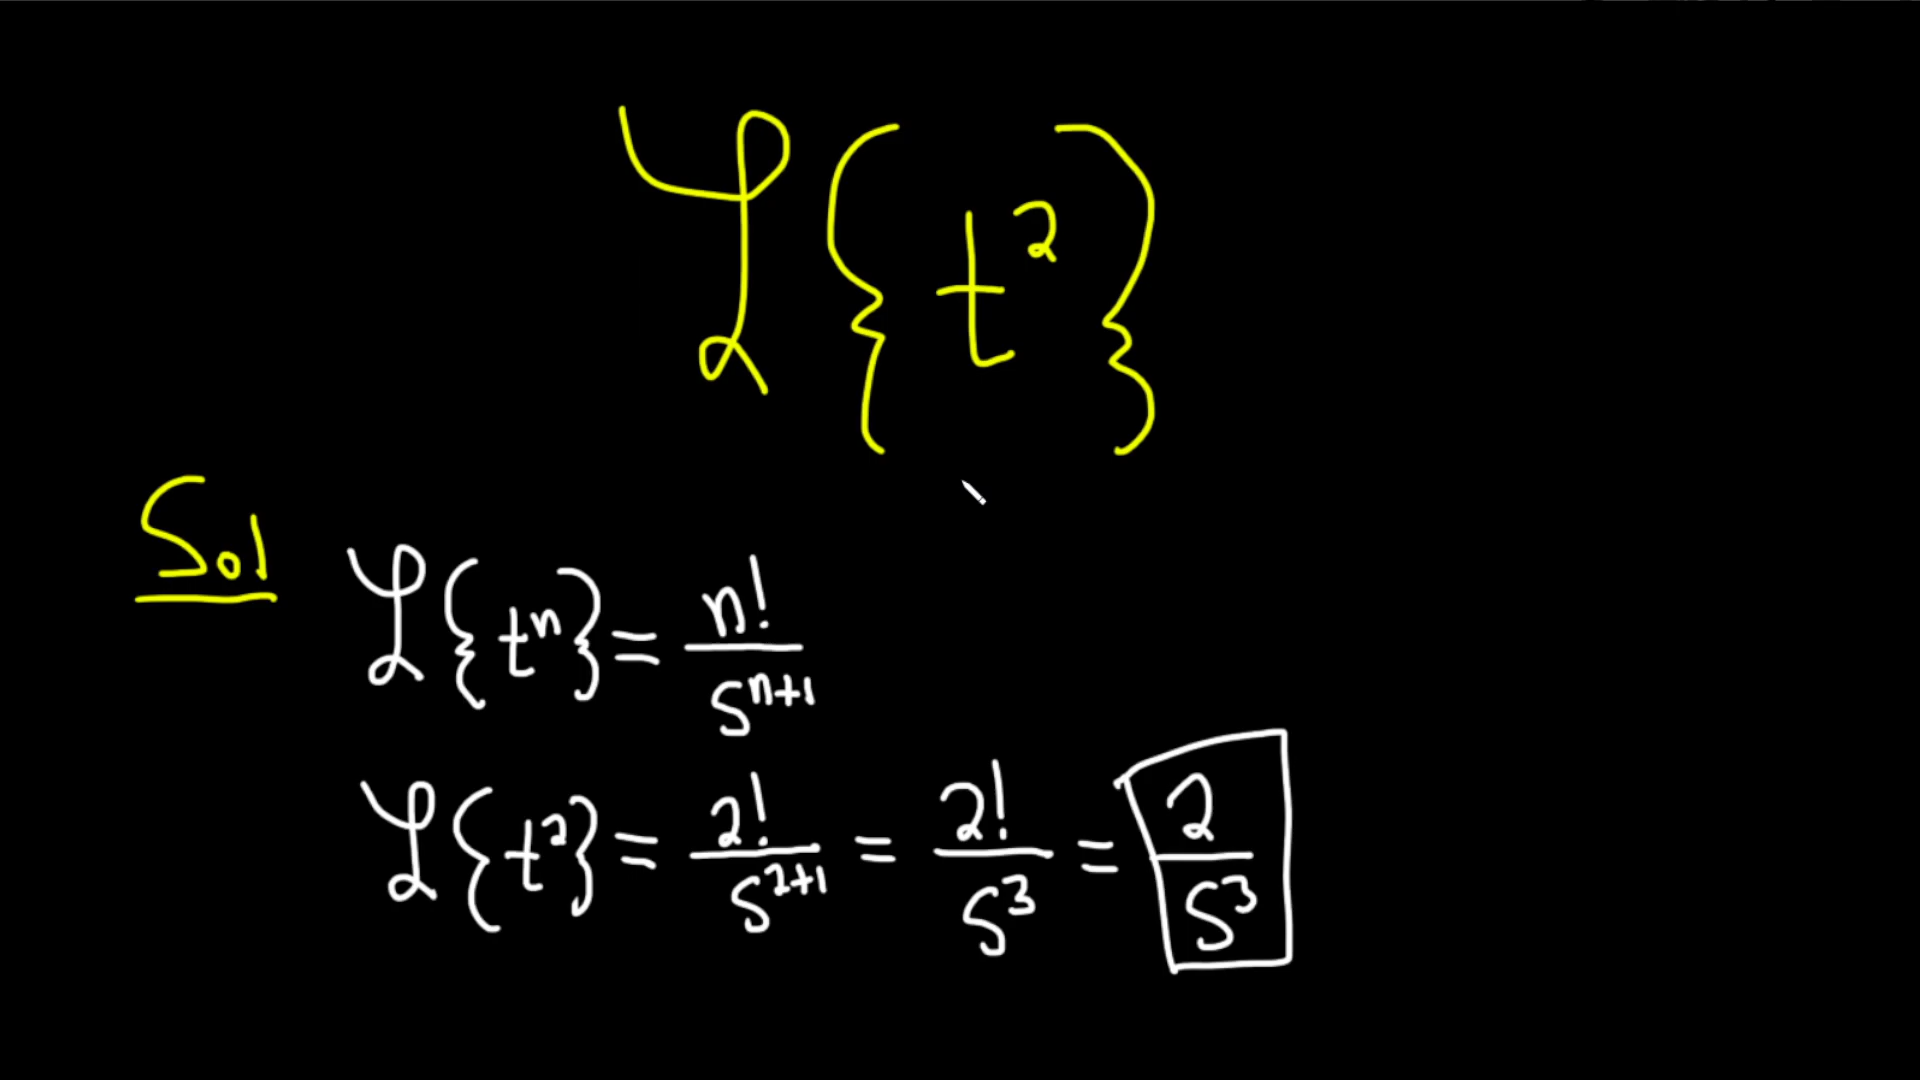 ℒ{t²}
Sol
ℒ{tⁿ} = n!/sⁿ⁺¹
ℒ{t²} = 2!/s²⁺¹ = 2!/s³ = 2/s³